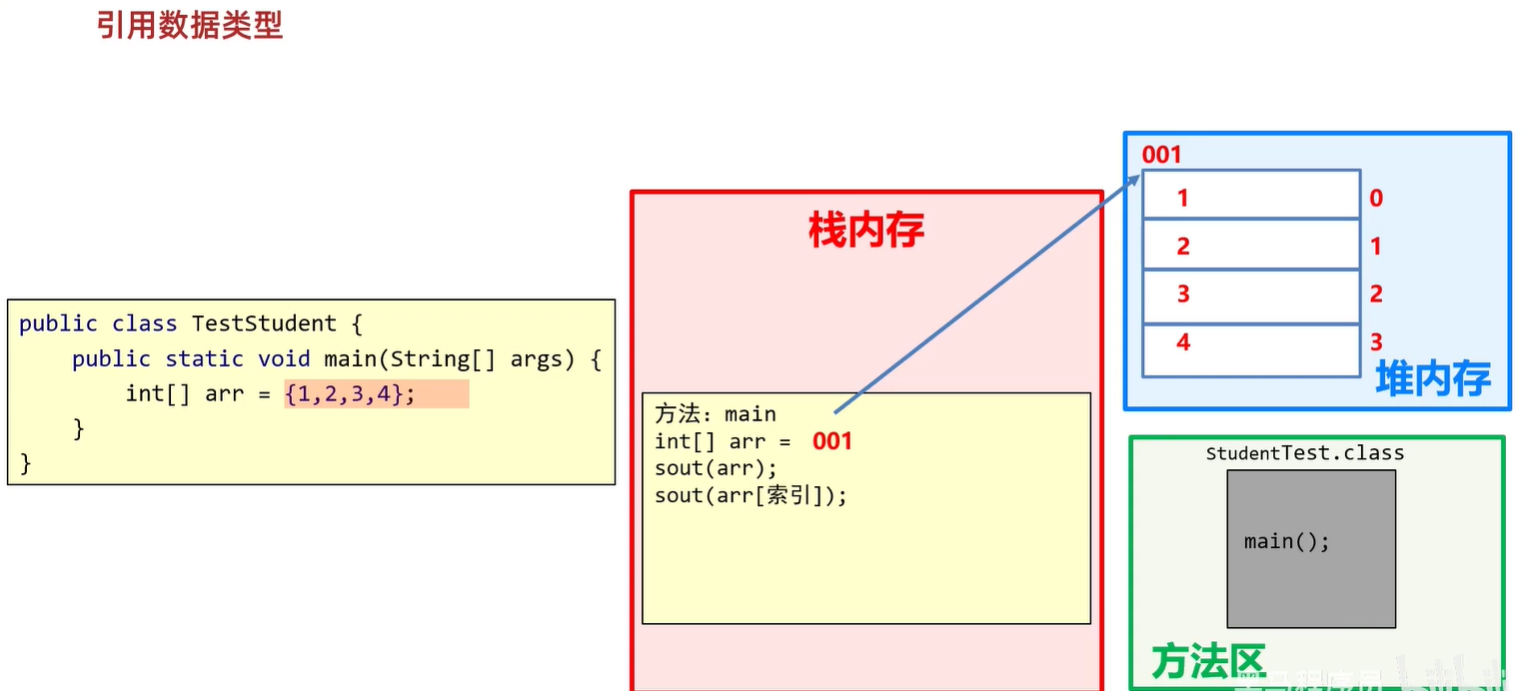 引用数据类型
public class TestStudent {
public static void main(String[] args) {
int[] arr = {1,2,3,4};
}
}
栈内存
方法：main
int[] arr = 001
sout(arr);
sout(arr[索引]);
001
1 0
2 1
3 2
4 3
堆内存
StudentTest.class
main();
方法区